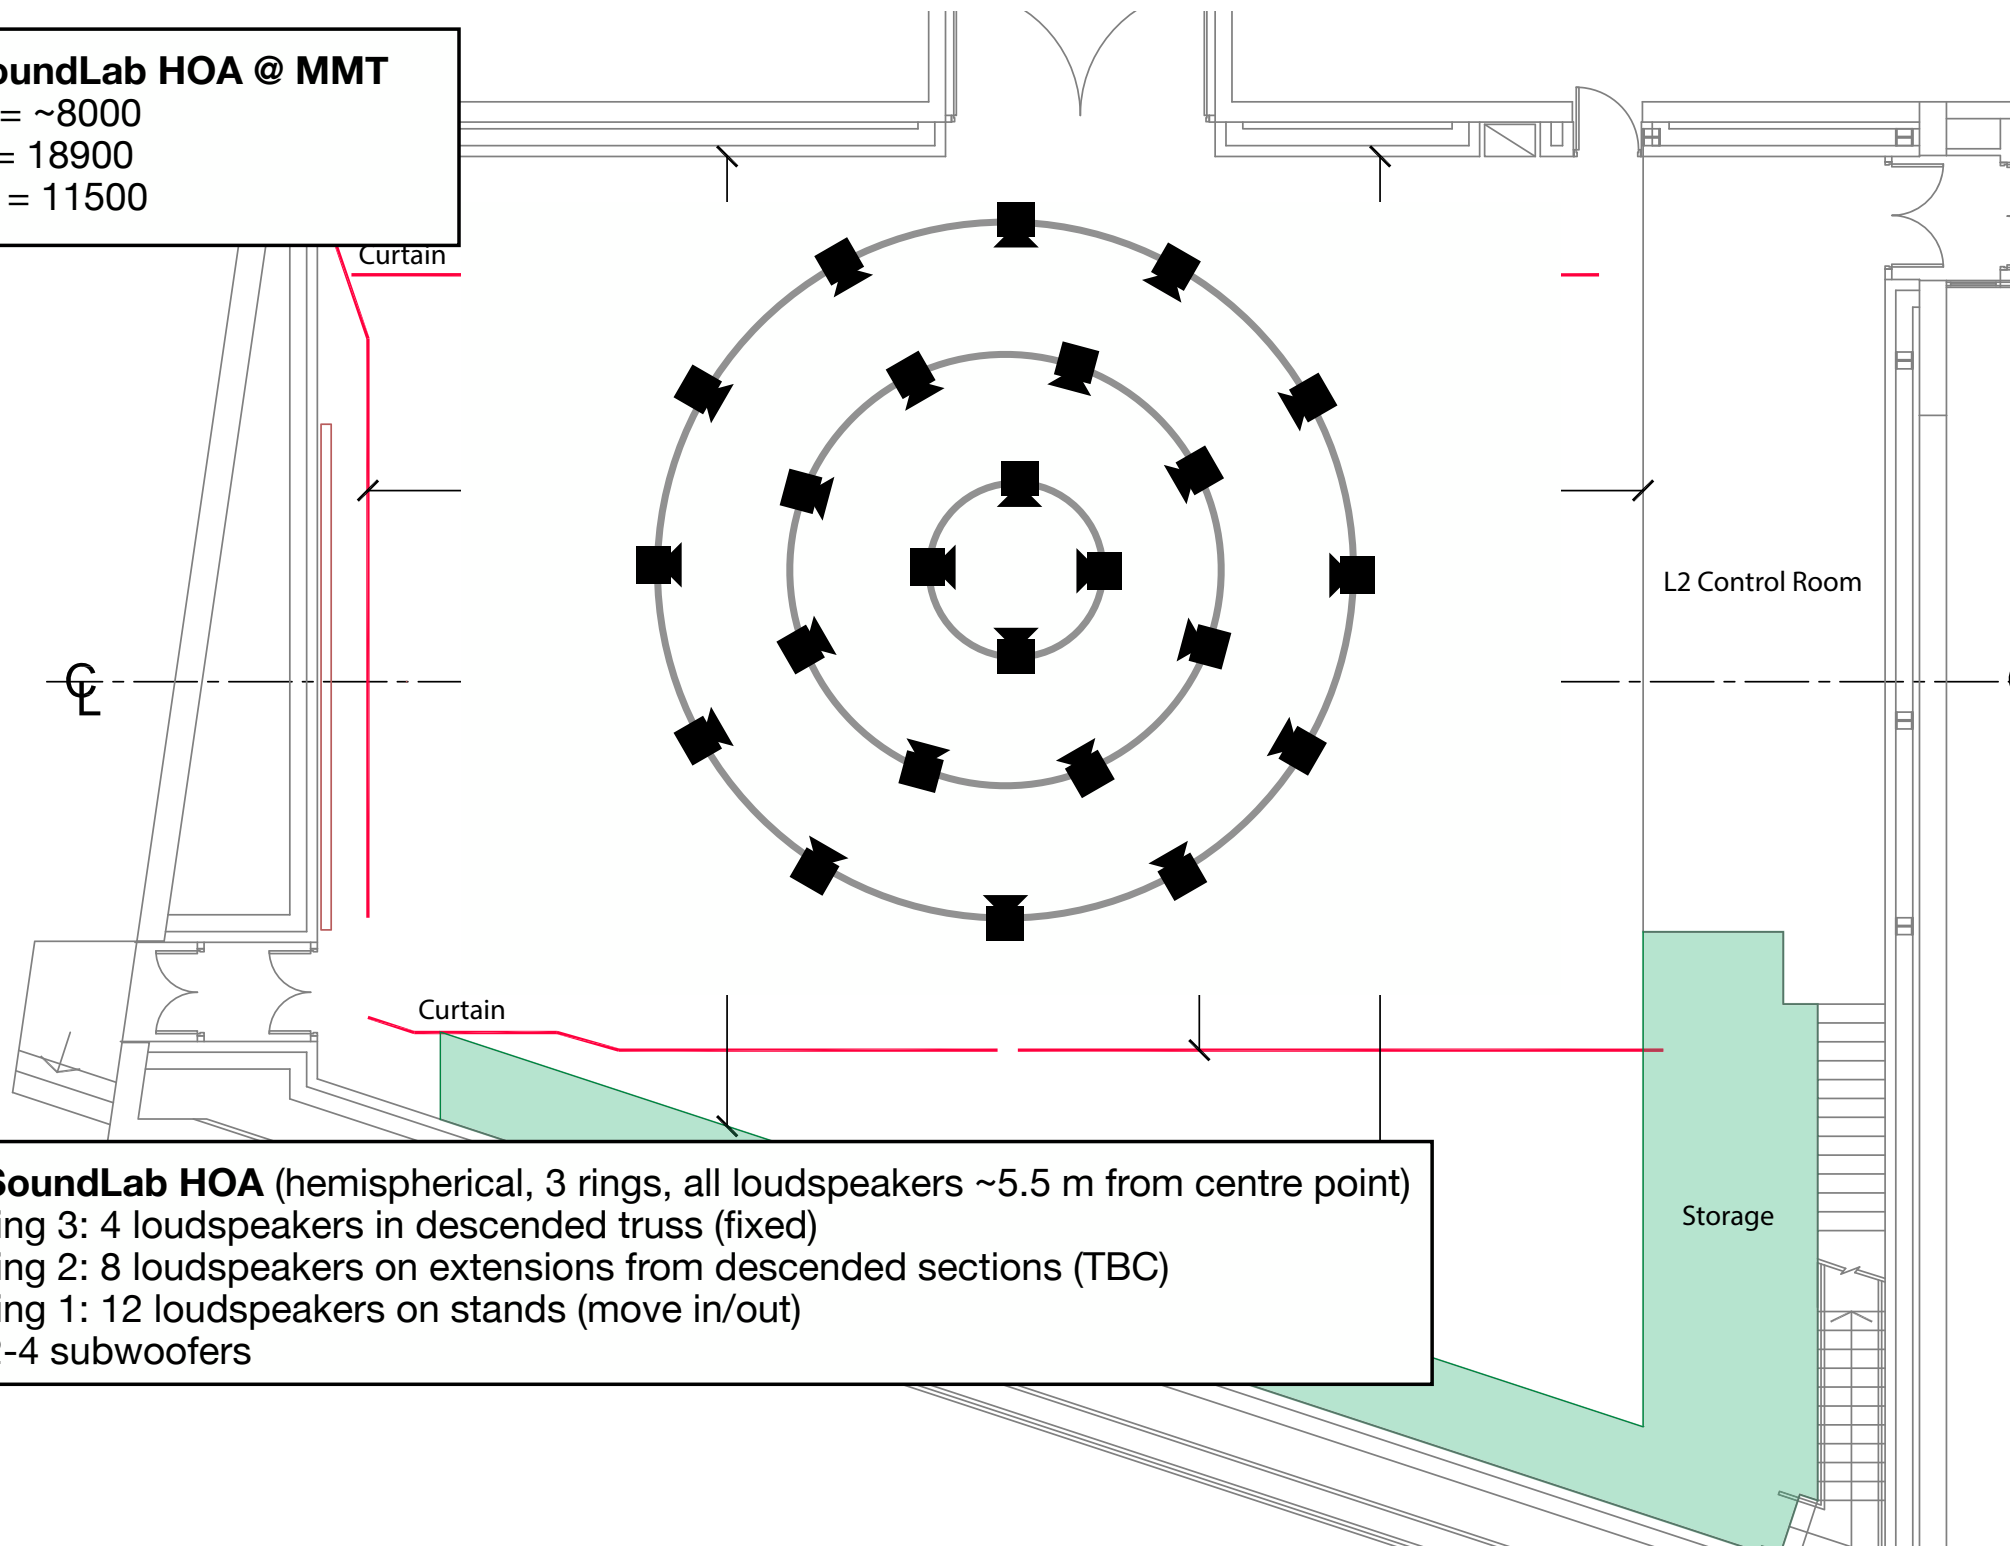 oundLab HOA @ MMT
= ~8000
= 18900
= 11500
Curtain
L2 Control Room
℄
Curtain
SoundLab HOA (hemispherical, 3 rings, all loudspeakers ~5.5 m from centre point)
ing 3: 4 loudspeakers in descended truss (fixed)
ing 2: 8 loudspeakers on extensions from descended sections (TBC)
ing 1: 12 loudspeakers on stands (move in/out)
-4 subwoofers
Storage